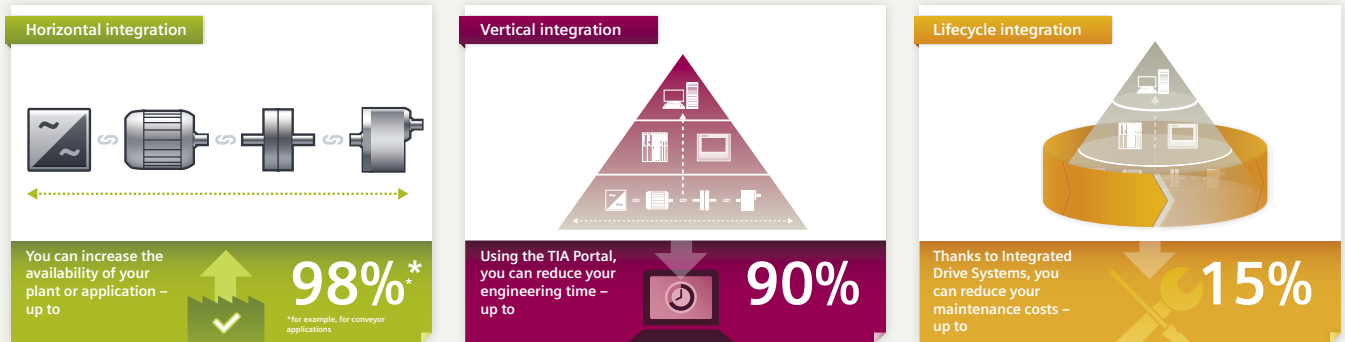 Horizontal integration
You can increase the
availability of your
plant or application –
up to
98%**
*for example, for conveyor
applications
Vertical integration
Using the TIA Portal,
you can reduce your
engineering time –
up to
90%
Lifecycle integration
Thanks to Integrated
Drive Systems, you
can reduce your
maintenance costs –
up to
15%